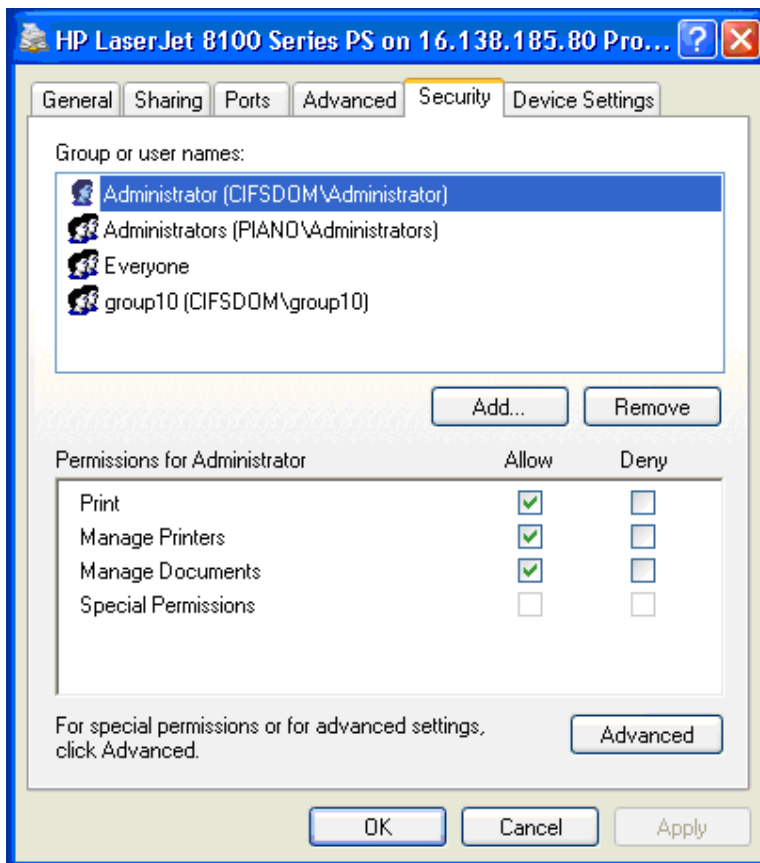 HP LaserJet 8100 Series PS on 16.138.185.80 Pro... ?
General Sharing Ports Advanced Security Device Settings
Group or user names:
Administrator (CIFSDOM\Administrator)
Administrators (PIANO\Administrators)
Everyone
group10 (CIFSDOM\group10)
Add... Remove
Permissions for Administrator Allow Deny
Print
Manage Printers
Manage Documents
Special Permissions
For special permissions or for advanced settings,
click Advanced.
Advanced
OK Cancel Apply